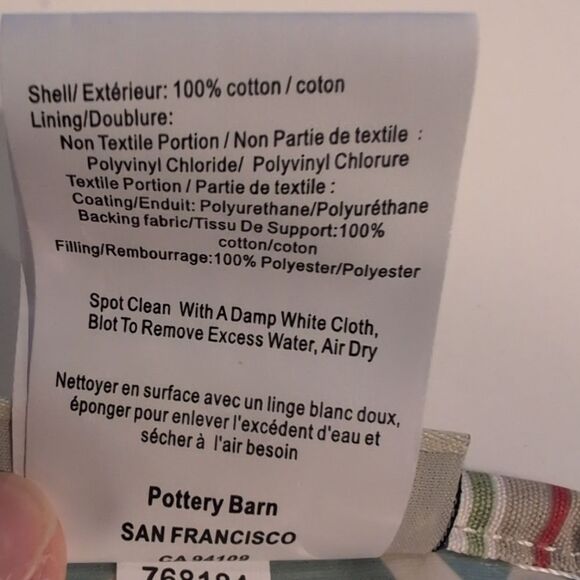 Shell/ Extérieur: 100% cotton / coton
Lining/Doublure:
Non Textile Portion / Non Partie de textile :
Polyvinyl Chloride/ Polyvinyl Chlorure
Textile Portion / Partie de textile :
Coating/Enduit: Polyurethane/Polyuréthane
Backing fabric/Tissu De Support:100%
cotton/coton
Filling/Rembourrage:100% Polyester/Polyester
Spot Clean With A Damp White Cloth,
Blot To Remove Excess Water, Air Dry
Nettoyer en surface avec un linge blanc doux,
éponger pour enlever l'excédent d'eau et
sécher à l'air besoin
Pottery Barn
SAN FRANCISCO
CA 94109
768194